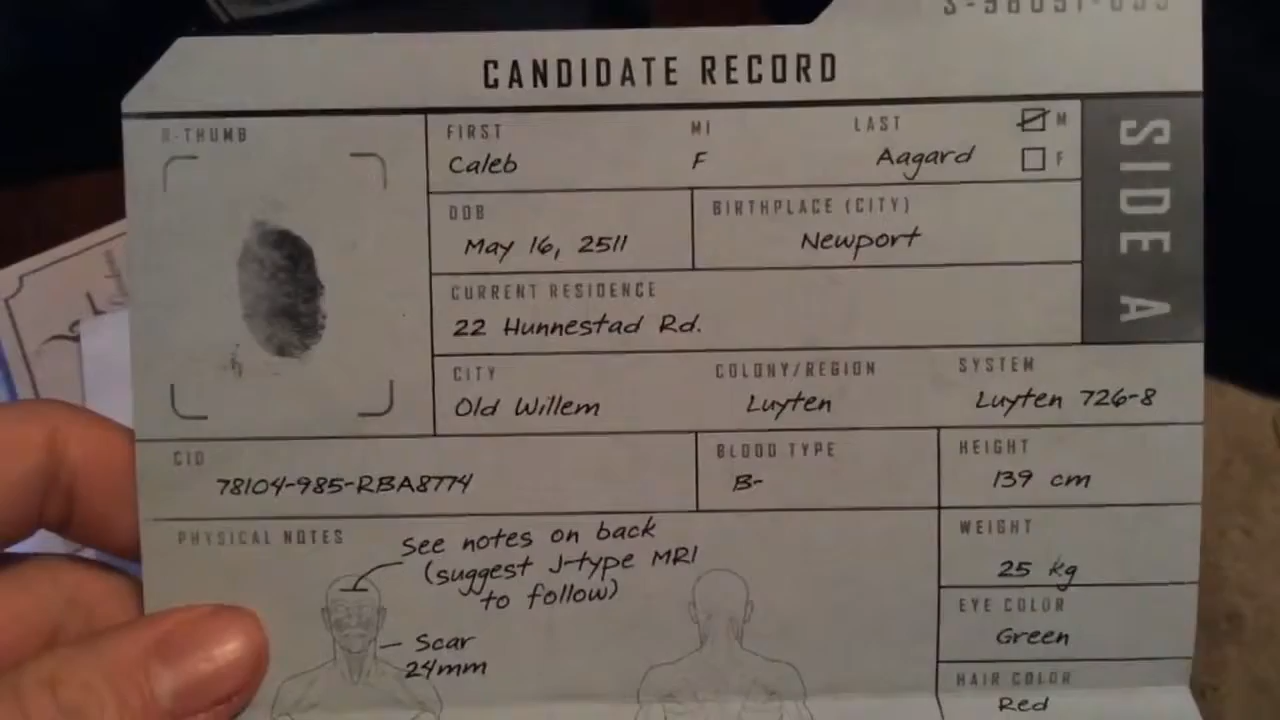 CANDIDATE RECORD
R-THUMB
FIRST MI LAST M
Caleb F Aagard F
DOB BIRTHPLACE (CITY)
May 16, 2511 Newport
CURRENT RESIDENCE
22 Hunnestad Rd.
CITY COLONY/REGION SYSTEM
Old Willem Luyten Luyten 726-8
SIDE A
CID BLOOD TYPE HEIGHT
78104-985-RBA8774 B- 139 cm
PHYSICAL NOTES
See notes on back
(suggest J-type MRI
to follow)
Scar
24mm
WEIGHT
25 kg
EYE COLOR
Green
HAIR COLOR
Red